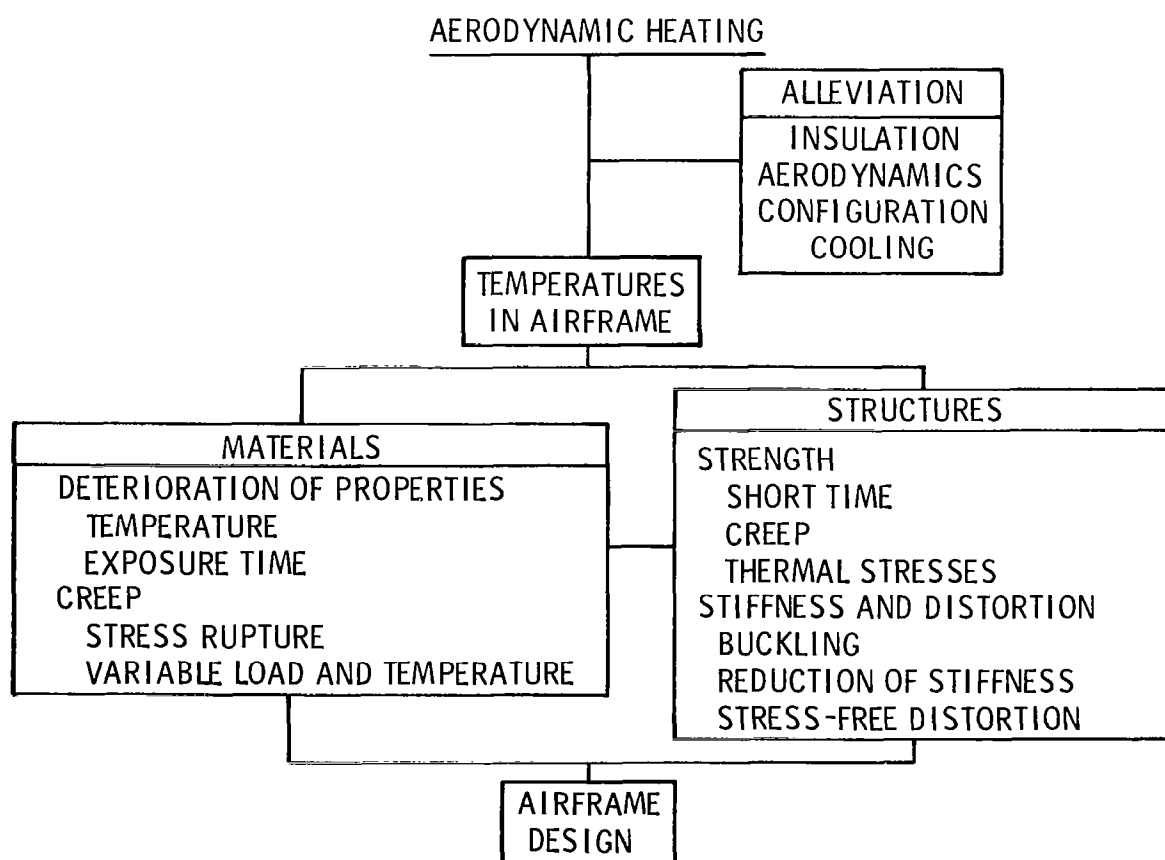 AERODYNAMIC HEATING
ALLEVIATION
INSULATION
AERODYNAMICS
CONFIGURATION
COOLING
TEMPERATURES
IN AIRFRAME
MATERIALS
DETERIORATION OF PROPERTIES
TEMPERATURE
EXPOSURE TIME
CREEP
STRESS RUPTURE
VARIABLE LOAD AND TEMPERATURE
STRUCTURES
STRENGTH
SHORT TIME
CREEP
THERMAL STRESSES
STIFFNESS AND DISTORTION
BUCKLING
REDUCTION OF STIFFNESS
STRESS-FREE DISTORTION
AIRFRAME
DESIGN